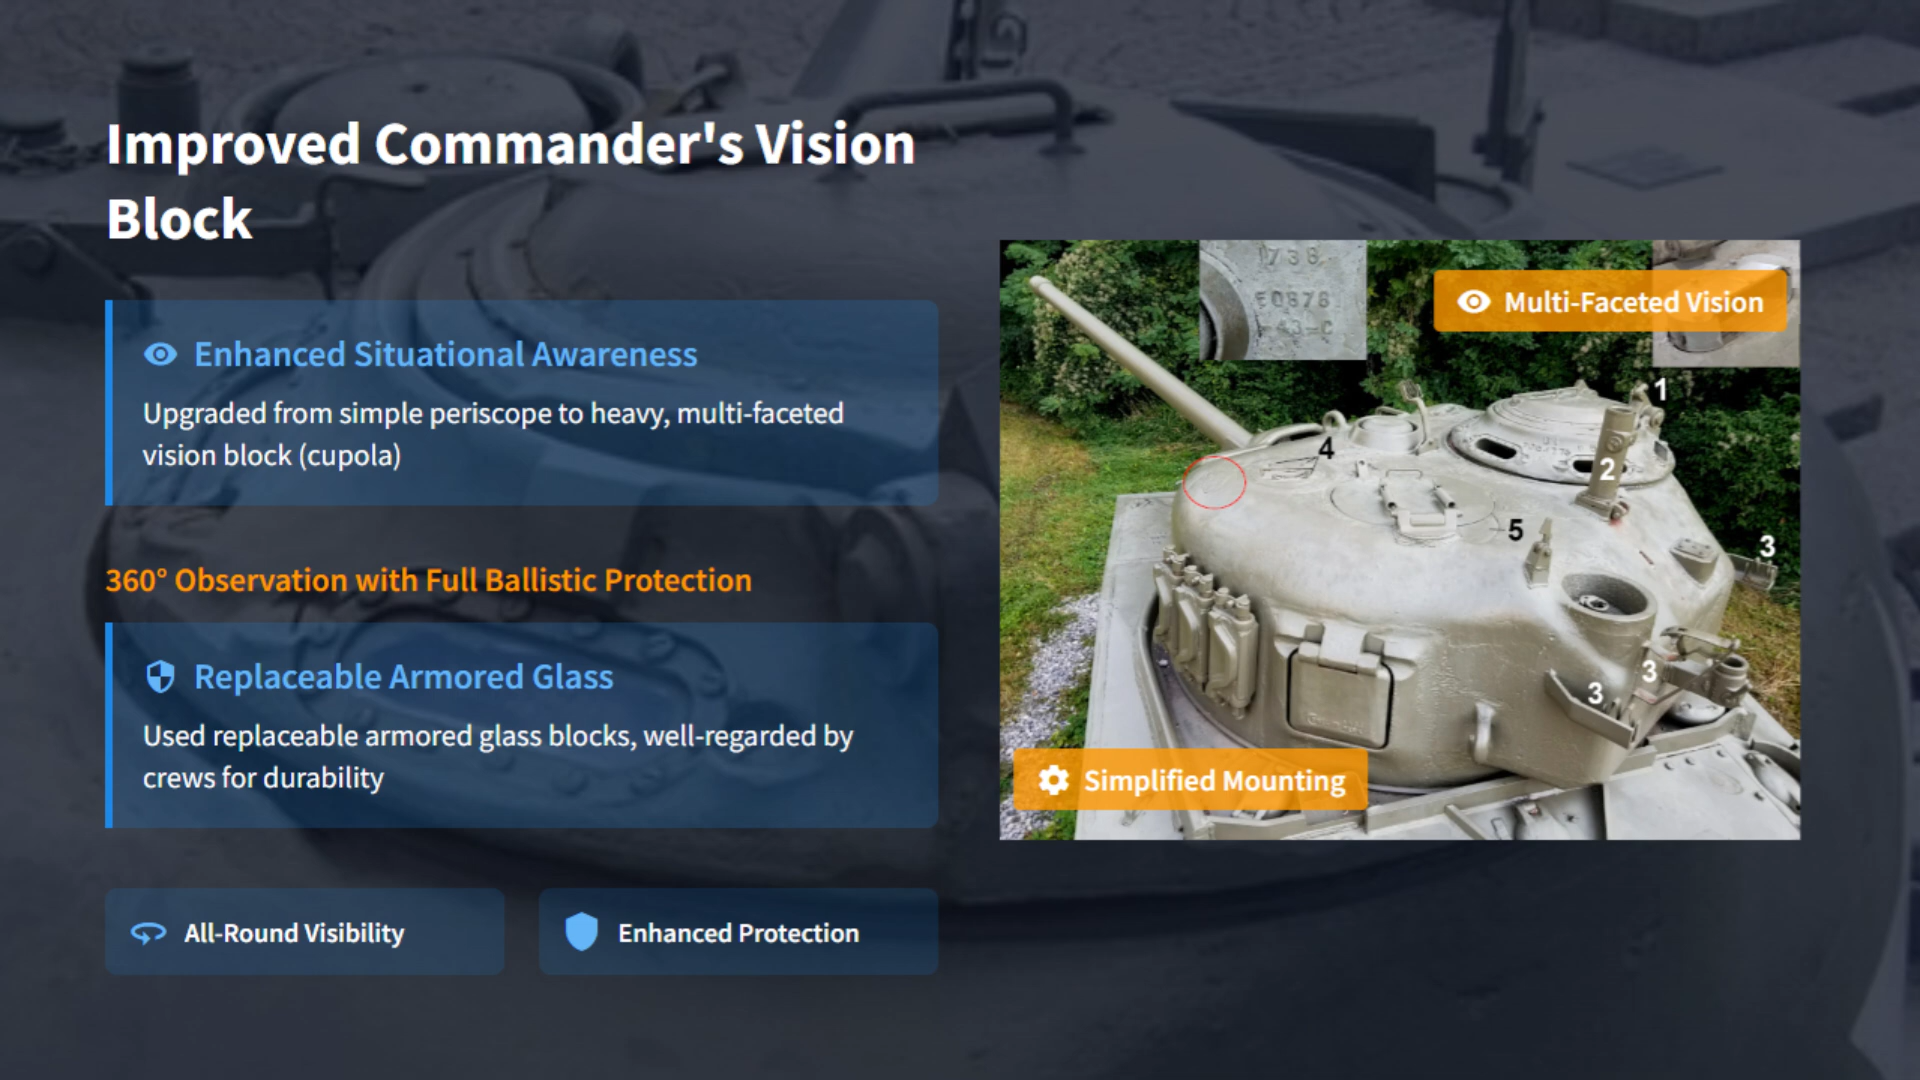 Improved Commander's Vision
Block
Enhanced Situational Awareness
Upgraded from simple periscope to heavy, multi-faceted
vision block (cupola)
360° Observation with Full Ballistic Protection
Replaceable Armored Glass
Used replaceable armored glass blocks, well-regarded by
crews for durability
All-Round Visibility
Enhanced Protection
Multi-Faceted Vision
1
4
2
5
3
3
3
Simplified Mounting